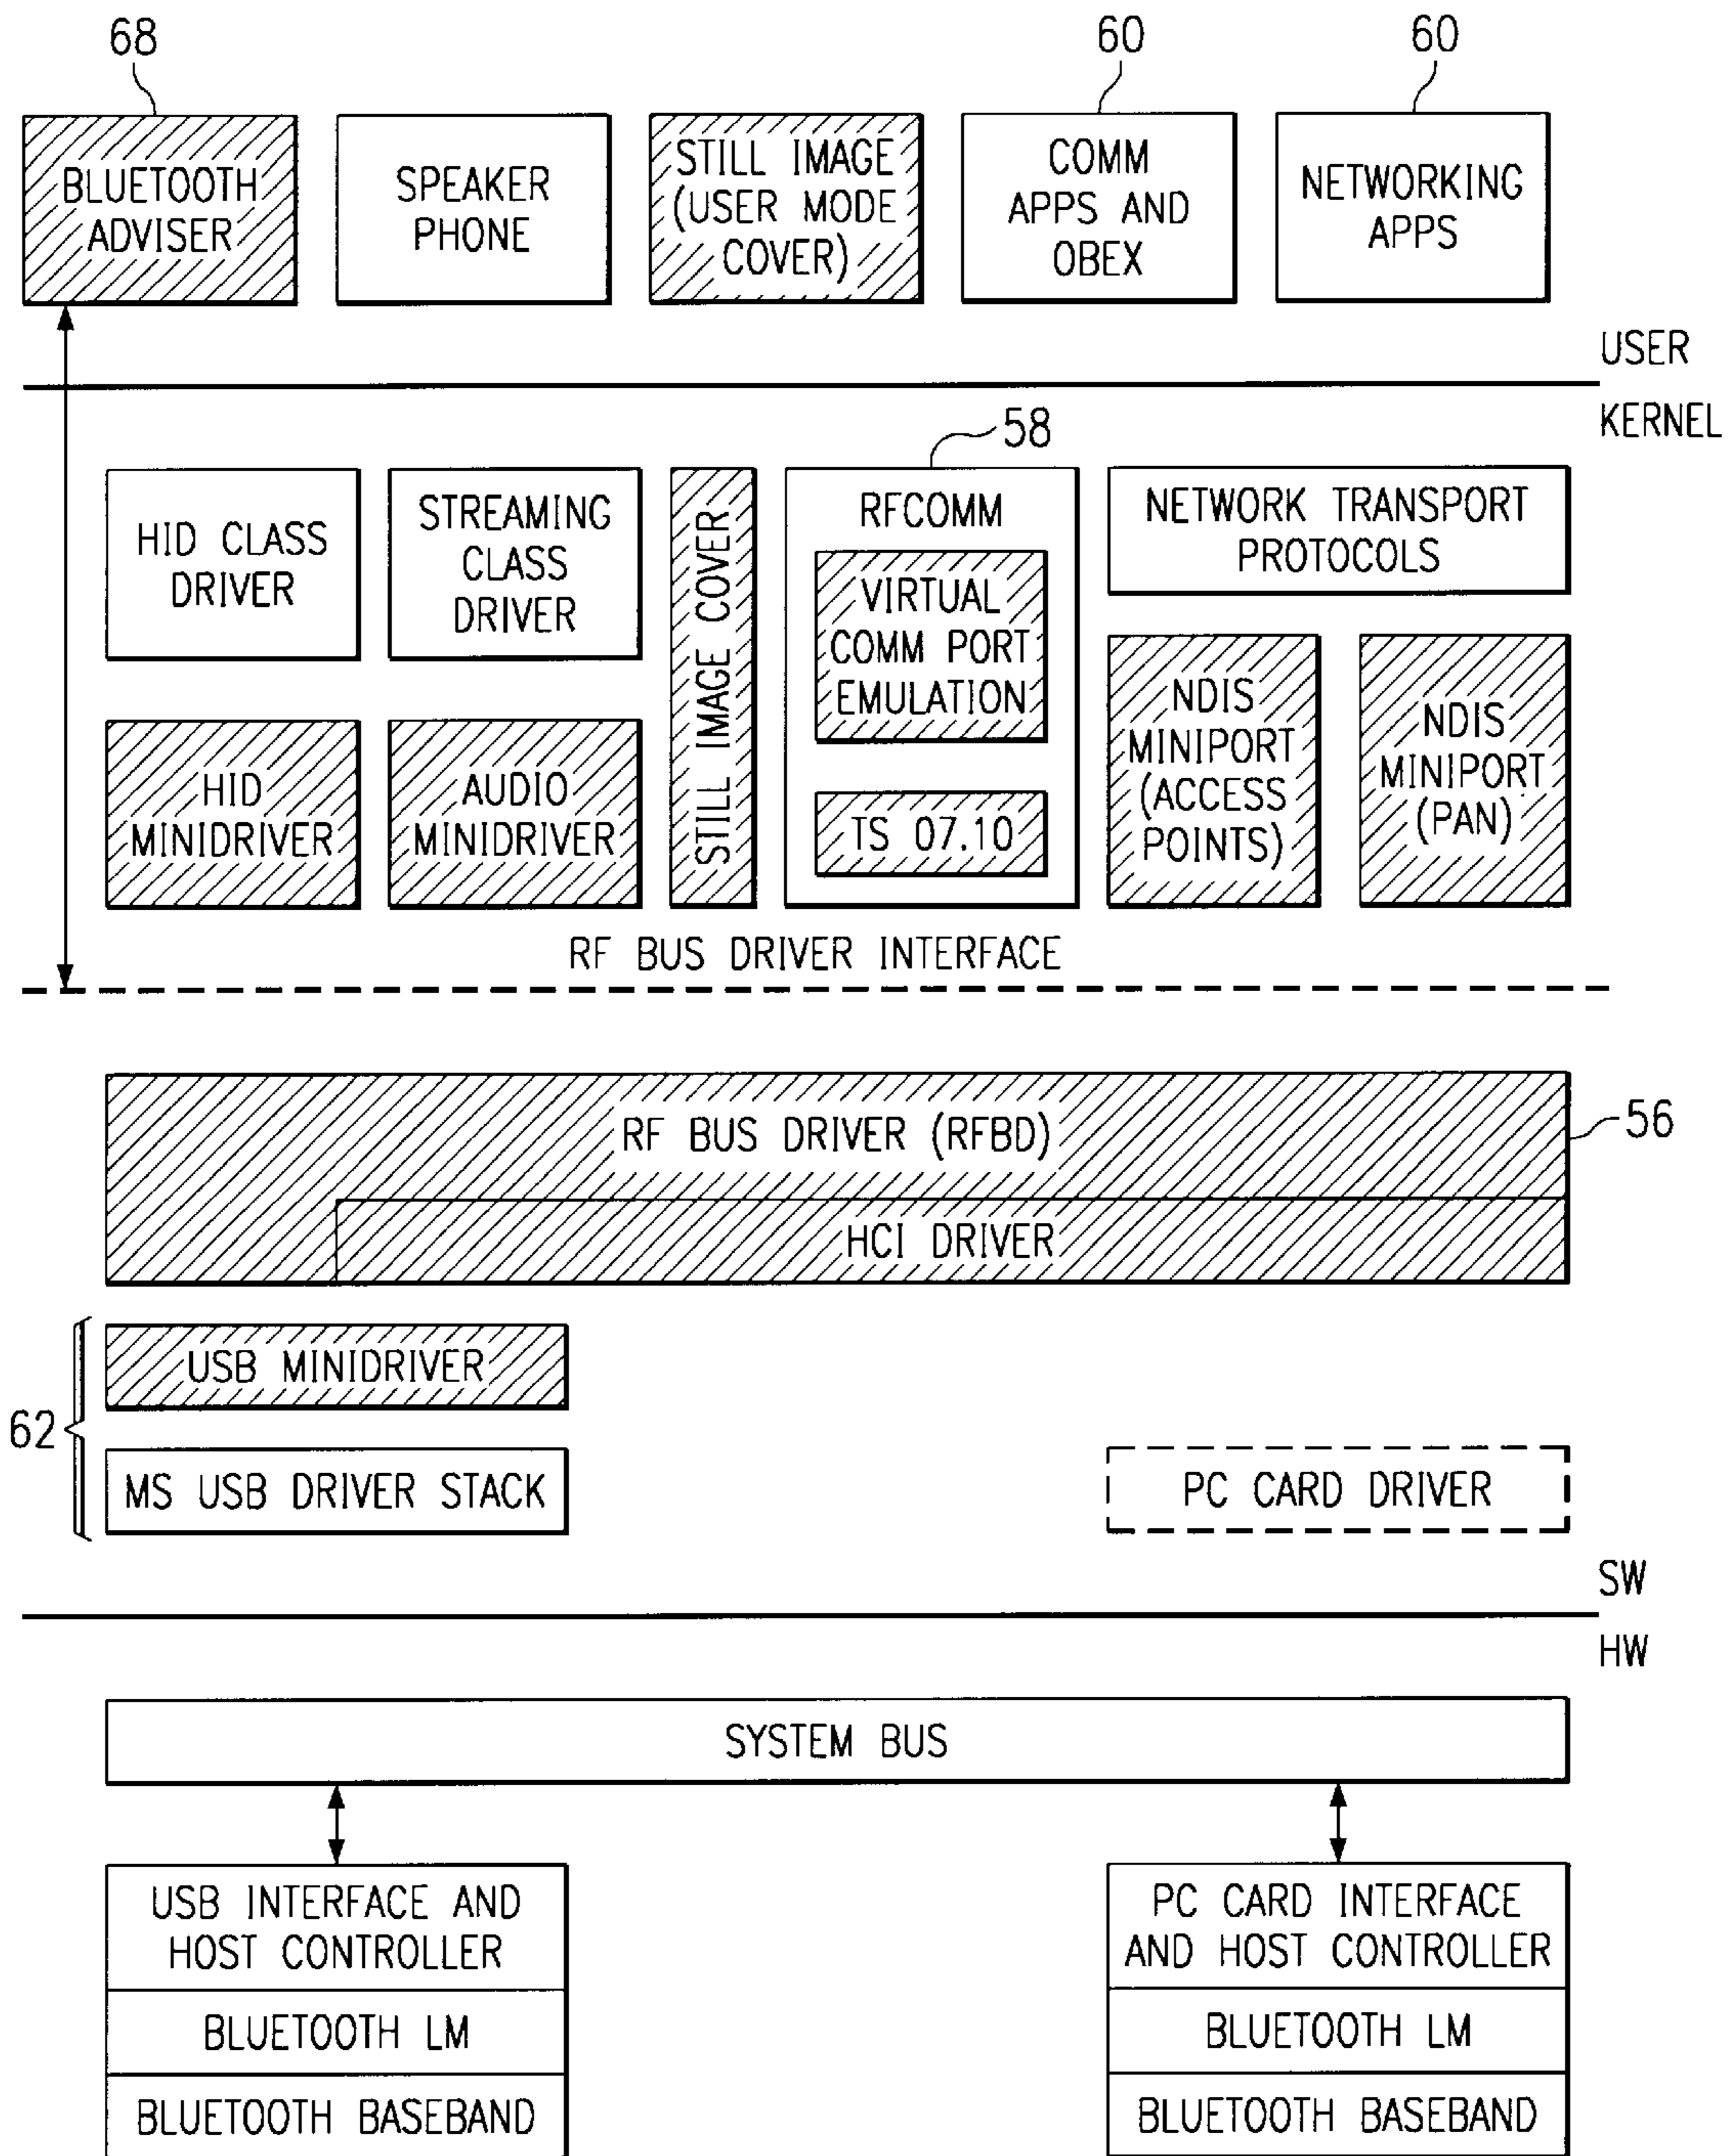 68
60
60
BLUETOOTH
ADVISER
SPEAKER
PHONE
STILL IMAGE
(USER MODE
COVER)
COMM
APPS AND
OBEX
NETWORKING
APPS
USER
KERNEL
58
HID CLASS
DRIVER
STREAMING
CLASS
DRIVER
STILL IMAGE COVER
RFCOMM
VIRTUAL
COMM PORT
EMULATION
TS 07.10
NETWORK TRANSPORT
PROTOCOLS
HID
MINIDRIVER
AUDIO
MINIDRIVER
NDIS
MINIPORT
(ACCESS
POINTS)
NDIS
MINIPORT
(PAN)
RF BUS DRIVER INTERFACE
RF BUS DRIVER (RFBD)
56
HCI DRIVER
62
USB MINIDRIVER
MS USB DRIVER STACK
PC CARD DRIVER
SW
HW
SYSTEM BUS
USB INTERFACE AND
HOST CONTROLLER
BLUETOOTH LM
BLUETOOTH BASEBAND
PC CARD INTERFACE
AND HOST CONTROLLER
BLUETOOTH LM
BLUETOOTH BASEBAND